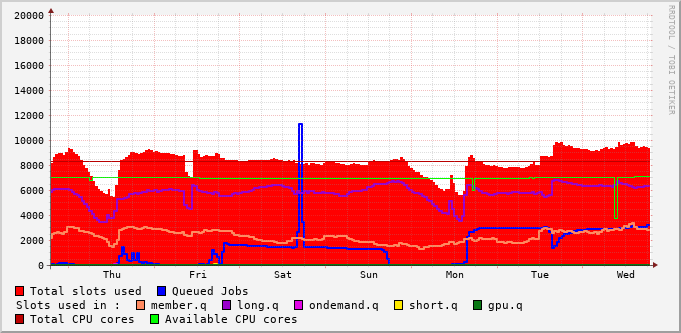 20000
18000
16000
14000
12000
10000
8000
6000
4000
2000
0
Thu Fri Sat Sun Mon Tue Wed
RRDTOOL / TOBI OETIKER
Total slots used Queued Jobs
Slots used in : member.q long.q ondemand.q short.q gpu.q
Total CPU cores Available CPU cores